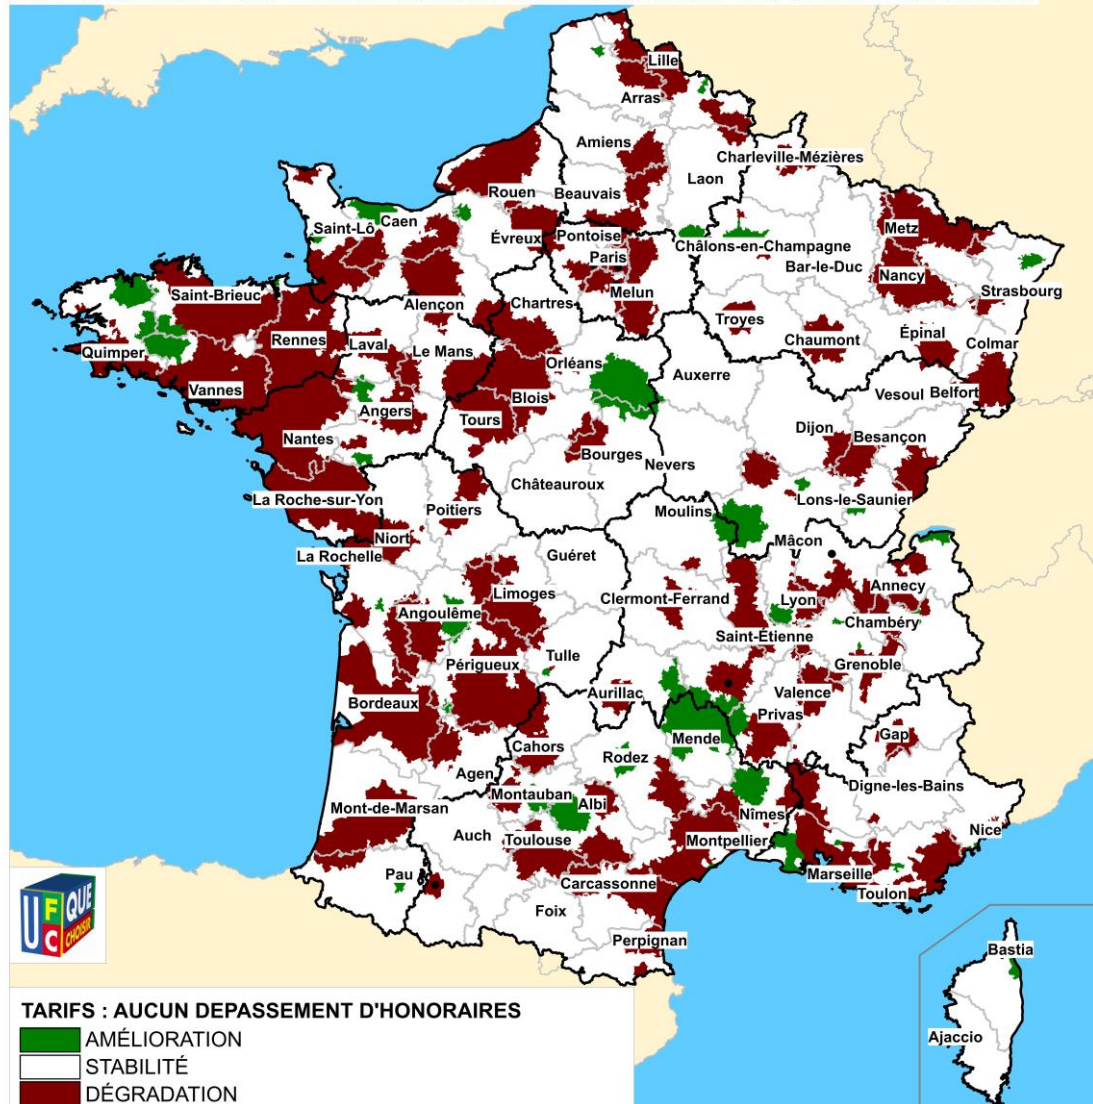 Lille
Arras
Amiens
Charleville-Mézières
Laon
Rouen
Beauvais
Saint-Lô
Caen
Évreux
Pontoise
Paris
Châlons-en-Champagne
Metz
Bar-le-Duc
Nancy
Melun
Strasbourg
Saint-Brieuc
Alençon
Chartres
Troyes
Chaumont
Épinal
Colmar
Rennes
Laval
Le Mans
Quimper
Orléans
Auxerre
Vannes
Blois
Vesoul
Belfort
Angers
Tours
Dijon
Besançon
Nantes
Bourges
Nevers
Châteauroux
La Roche-sur-Yon
Lons-le-Saunier
Poitiers
Moulins
Niort
Mâcon
La Rochelle
Guéret
Annecy
Limoges
Clermont-Ferrand
Lyon
Angoulême
Chambéry
Saint-Étienne
Tulle
Périgueux
Grenoble
Aurillac
Valence
Bordeaux
Privas
Mende
Gap
Cahors
Rodez
Agen
Digne-les-Bains
Montauban
Albi
Mont-de-Marsan
Nîmes
Nice
Auch
Toulouse
Montpellier
Pau
Marseille
Carcassonne
Toulon
Foix
UFC
QUE
CHOISIR
Perpignan
Bastia
Ajaccio
TARIFS : AUCUN DEPASSEMENT D'HONORAIRES
AMÉLIORATION
STABILITÉ
DÉGRADATION